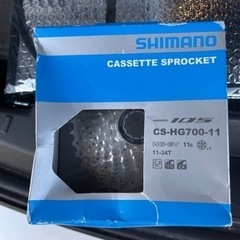 SHIMANO
CASSETTE SPROCKET
105
CS-HG700-11
11s
11-34T